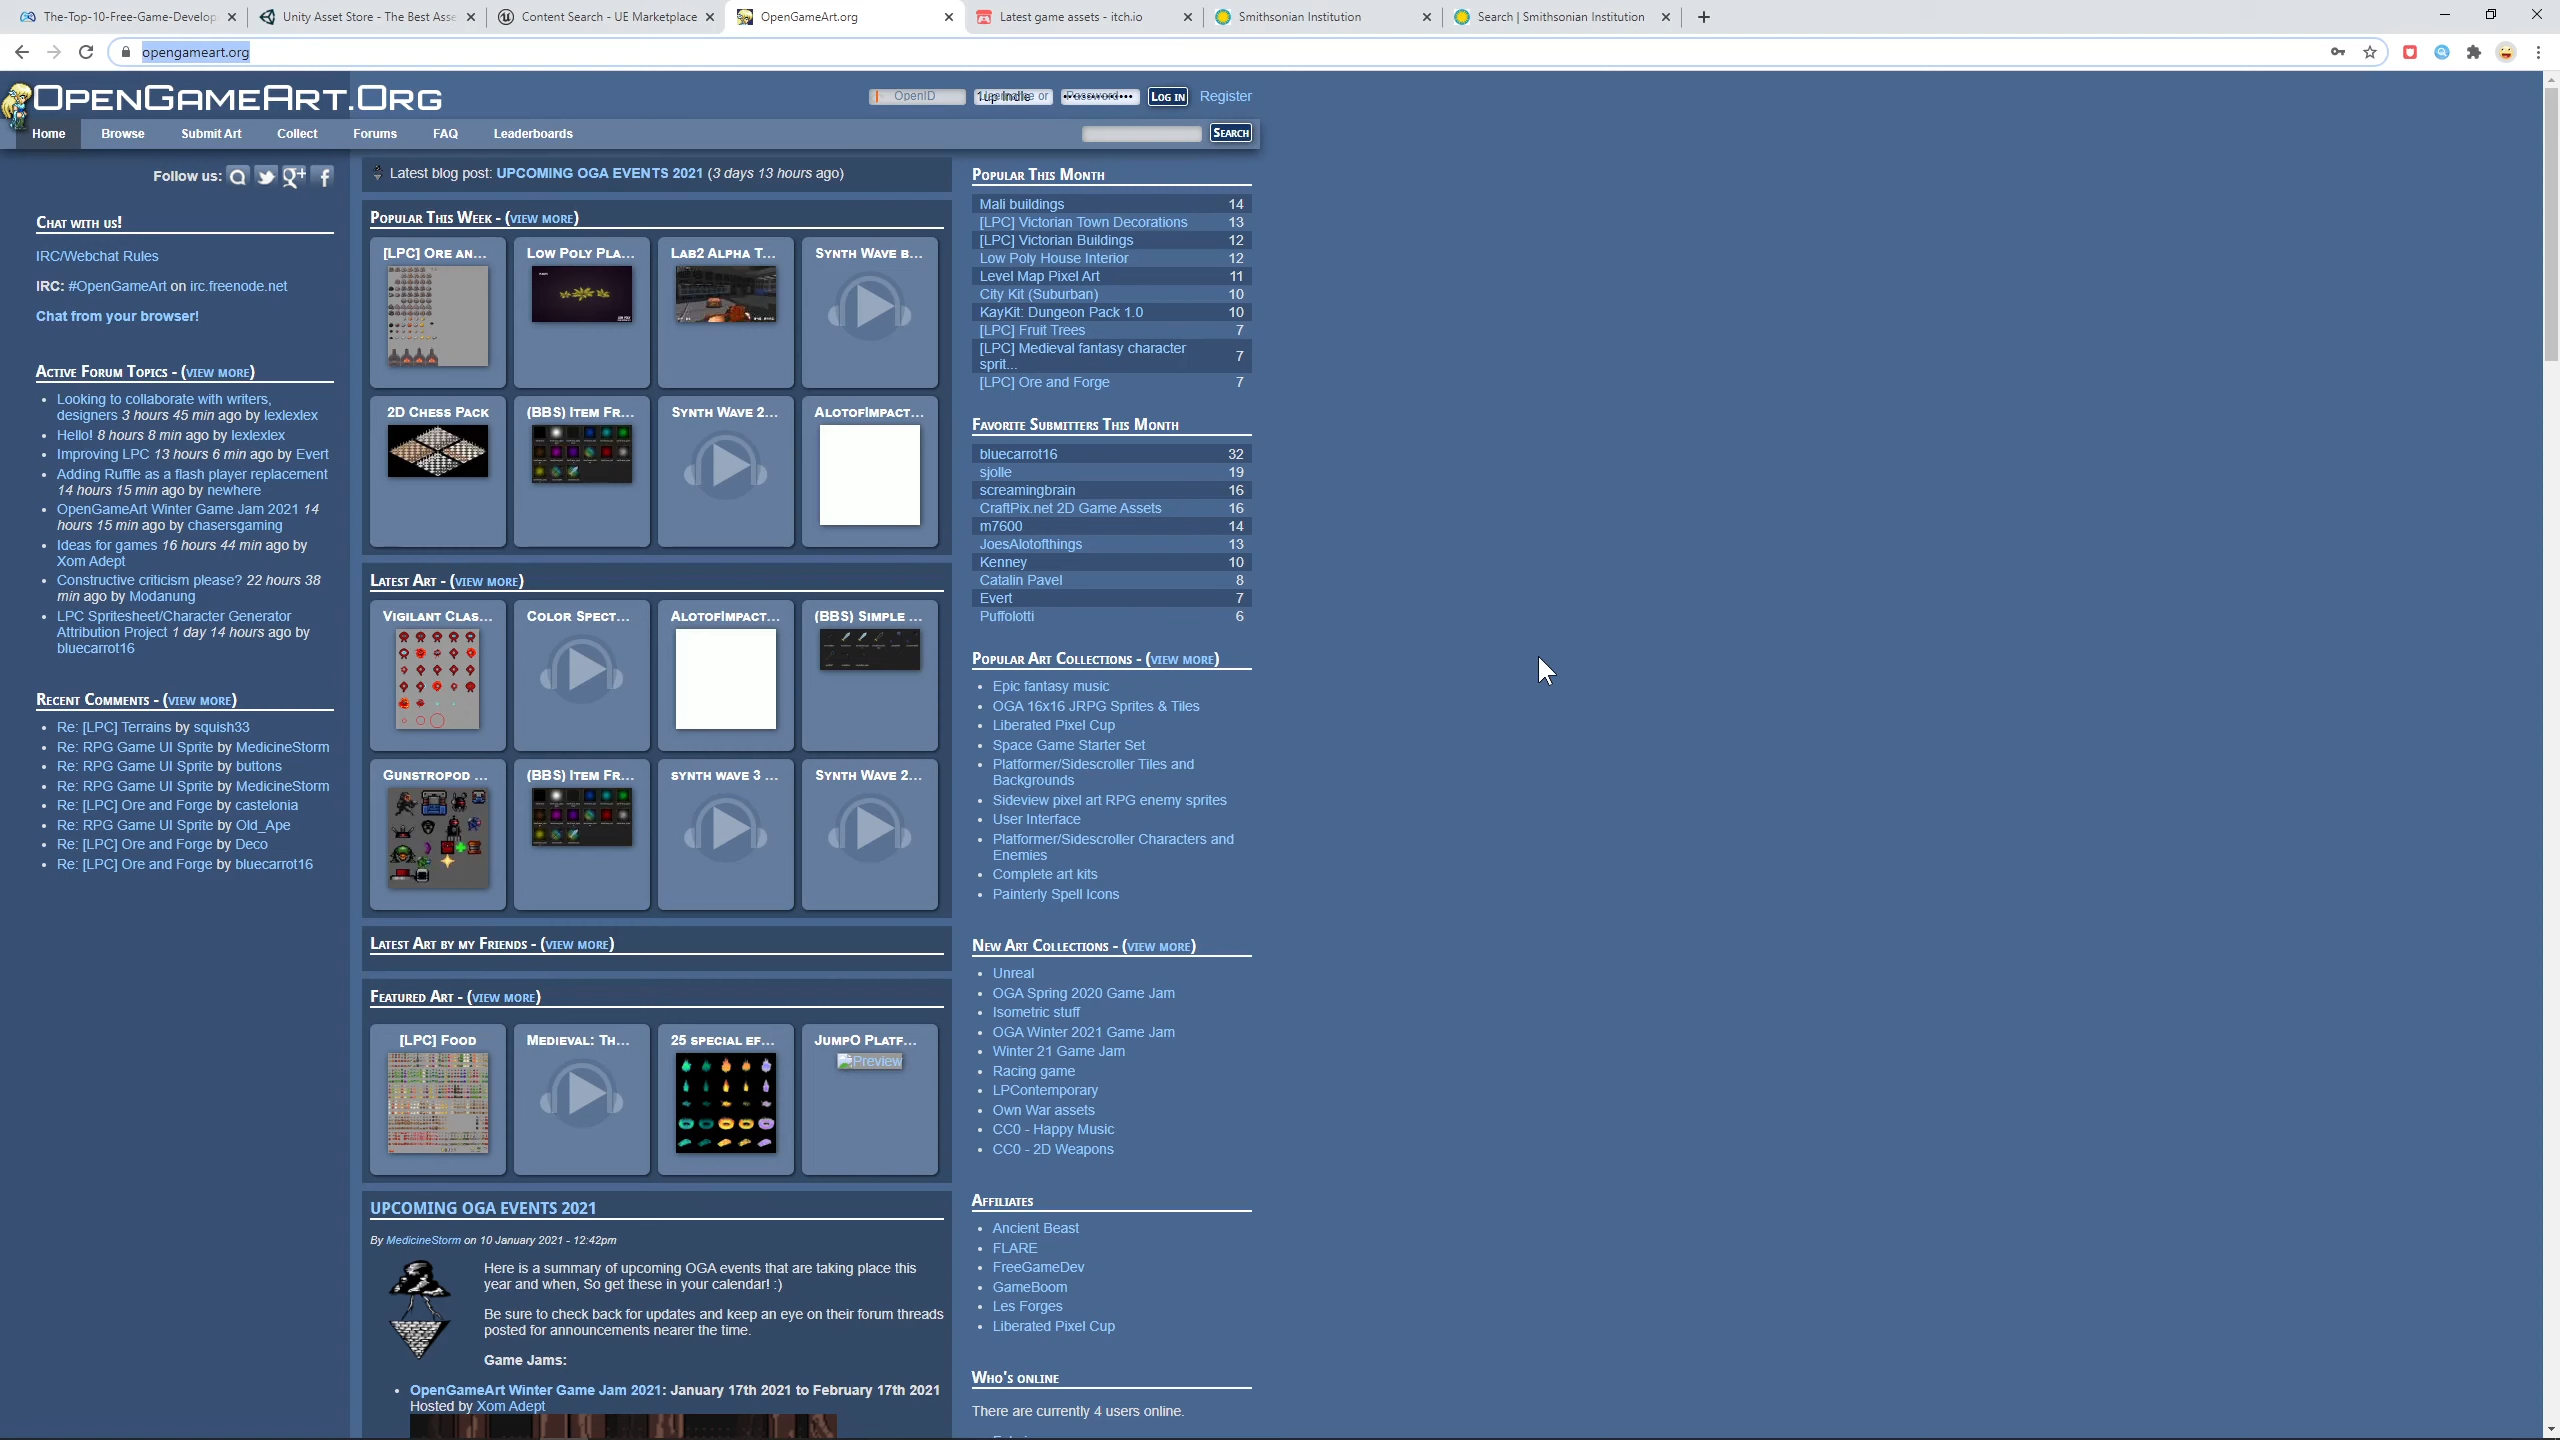 The-Top-10-Free-Game-Develop
Unity Asset Store - The Best Asse
Content Search - UE Marketplace
OpenGameArt.org
Latest game assets - itch.io
Smithsonian Institution
Search | Smithsonian Institution
opengameart.org
OpenGameArt.Org
OpenID
1up Indie
or
Log in
Register
Home Browse Submit Art Collect Forums FAQ Leaderboards
Search
Follow us:
Chat with us!
IRC/Webchat Rules
IRC: #OpenGameArt on irc.freenode.net
Chat from your browser!
Active Forum Topics - (view more)
Looking to collaborate with writers,
designers 3 hours 45 min ago by lexlexlex
Hello! 8 hours 8 min ago by lexlexlex
Improving LPC 13 hours 6 min ago by Evert
Adding Ruffle as a flash player replacement
14 hours 15 min ago by newhere
OpenGameArt Winter Game Jam 2021 14
hours 15 min ago by chasersgaming
Ideas for games 16 hours 44 min ago by
Xom Adept
Constructive criticism please? 22 hours 38
min ago by Modanung
LPC Spritesheet/Character Generator
Attribution Project 1 day 14 hours ago by
bluecarrot16
Recent Comments - (view more)
Re: [LPC] Terrains by squish33
Re: RPG Game UI Sprite by MedicineStorm
Re: RPG Game UI Sprite by buttons
Re: RPG Game UI Sprite by MedicineStorm
Re: [LPC] Ore and Forge by castelonia
Re: RPG Game UI Sprite by Old_Ape
Re: [LPC] Ore and Forge by Deco
Re: [LPC] Ore and Forge by bluecarrot16
Latest blog post: UPCOMING OGA EVENTS 2021 (3 days 13 hours ago)
Popular This Week - (view more)
[LPC] Ore an...
Low Poly Pla...
Lab2 Alpha T...
Synth Wave b...
2D Chess Pack
(BBS) Item Fr...
Synth Wave 2...
AlotofImpact...
Latest Art - (view more)
Vigilant Clas...
Color Spect...
AlotofImpact...
(BBS) Simple ...
Gunstropod ...
(BBS) Item Fr...
synth wave 3 ...
Synth Wave 2...
Latest Art by my Friends - (view more)
Featured Art - (view more)
[LPC] Food
Medieval: Th...
25 special ef...
JumpO Platf...
Preview
UPCOMING OGA EVENTS 2021
By MedicineStorm on 10 January 2021 - 12:42pm
Here is a summary of upcoming OGA events that are taking place this
year and when, So get these in your calendar! :)
Be sure to check back for updates and keep an eye on their forum threads
posted for announcements nearer the time.
Game Jams:
OpenGameArt Winter Game Jam 2021: January 17th 2021 to February 17th 2021
Hosted by Xom Adept
Popular This Month
Mali buildings 14
[LPC] Victorian Town Decorations 13
[LPC] Victorian Buildings 12
Low Poly House Interior 12
Level Map Pixel Art 11
City Kit (Suburban) 10
KayKit: Dungeon Pack 1.0 10
[LPC] Fruit Trees 7
[LPC] Medieval fantasy character
sprit... 7
[LPC] Ore and Forge 7
Favorite Submitters This Month
bluecarrot16 32
sjolle 19
screamingbrain 16
CraftPix.net 2D Game Assets 16
m7600 14
JoesAlotofthings 13
Kenney 10
Catalin Pavel 8
Evert 7
Puffolotti 6
Popular Art Collections - (view more)
Epic fantasy music
OGA 16x16 JRPG Sprites & Tiles
Liberated Pixel Cup
Space Game Starter Set
Platformer/Sidescroller Tiles and
Backgrounds
Sideview pixel art RPG enemy sprites
User Interface
Platformer/Sidescroller Characters and
Enemies
Complete art kits
Painterly Spell Icons
New Art Collections - (view more)
Unreal
OGA Spring 2020 Game Jam
Isometric stuff
OGA Winter 2021 Game Jam
Winter 21 Game Jam
Racing game
LPContemporary
Own War assets
CC0 - Happy Music
CC0 - 2D Weapons
Affiliates
Ancient Beast
FLARE
FreeGameDev
GameBoom
Les Forges
Liberated Pixel Cup
Who's online
There are currently 4 users online.